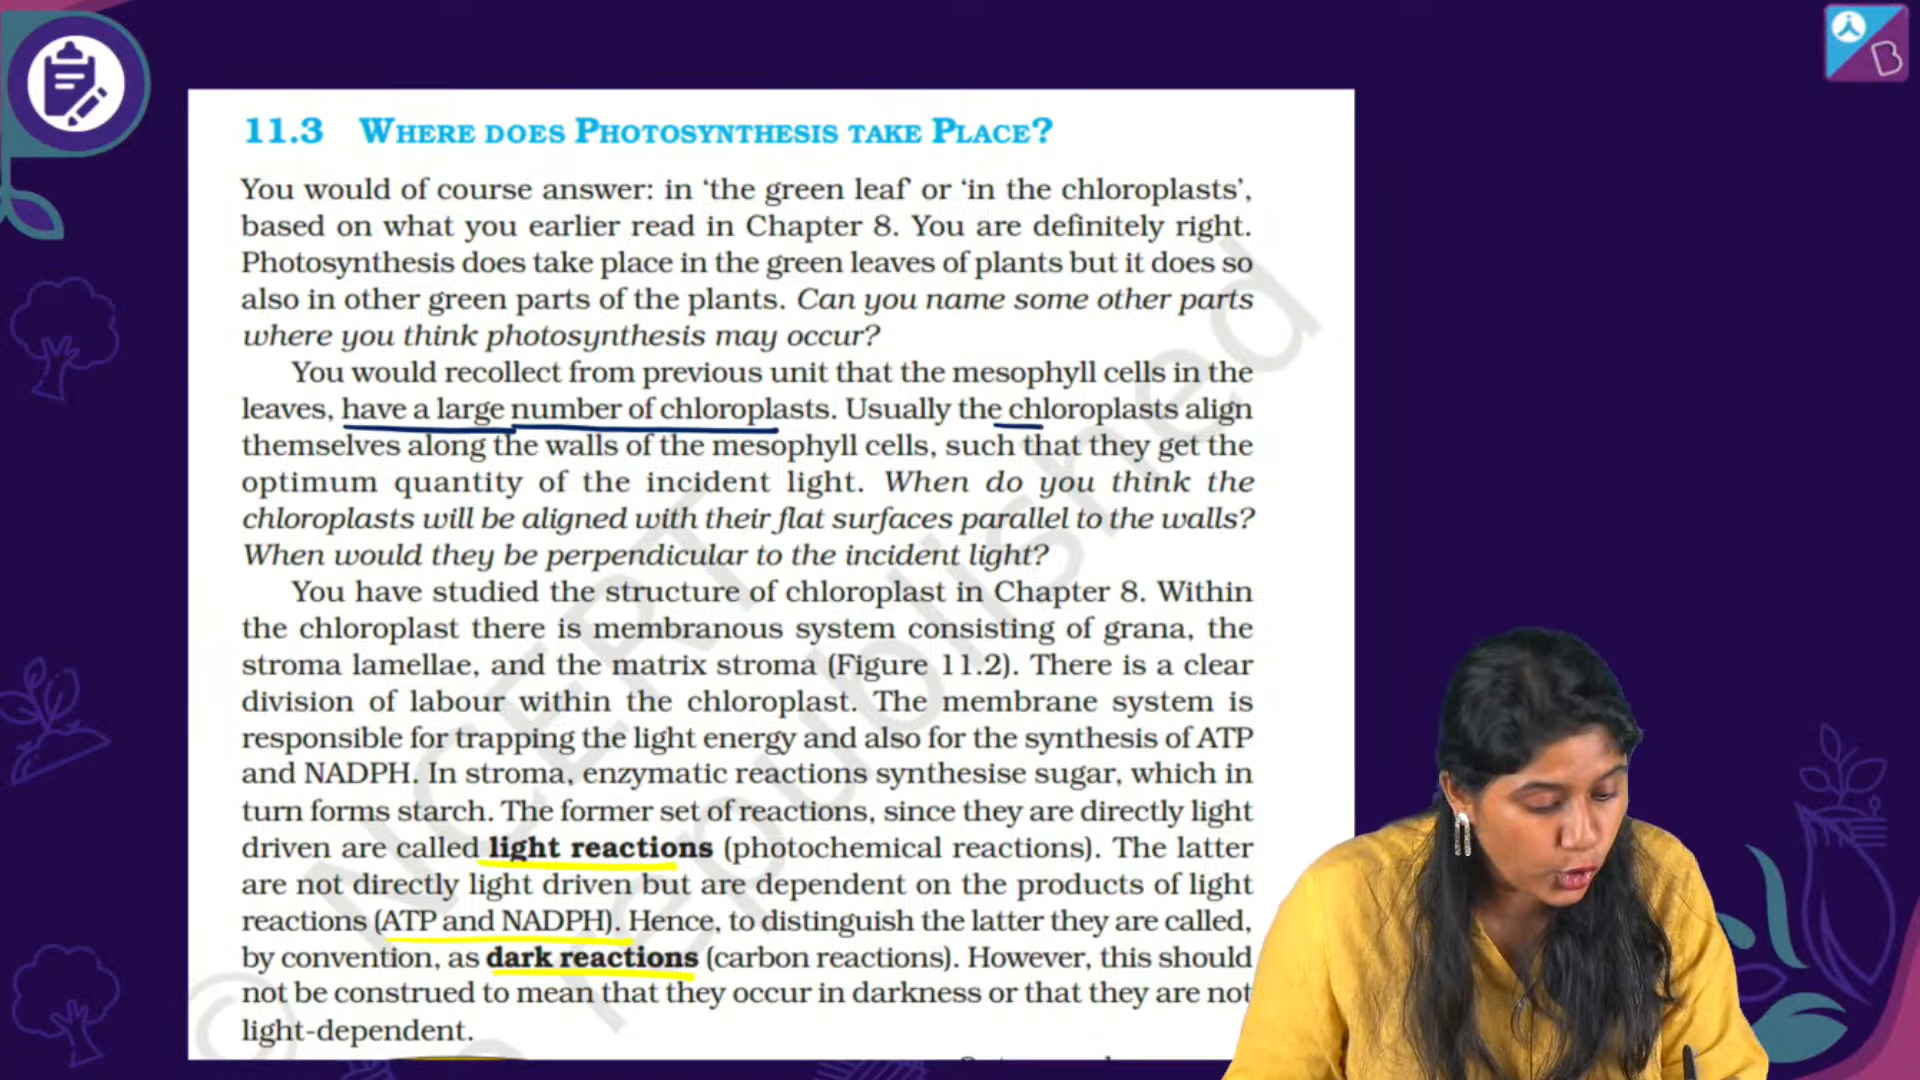 11.3 WHERE DOES PHOTOSYNTHESIS TAKE PLACE?
You would of course answer: in ‘the green leaf’ or ‘in the chloroplasts’,
based on what you earlier read in Chapter 8. You are definitely right.
Photosynthesis does take place in the green leaves of plants but it does so
also in other green parts of the plants. Can you name some other parts
where you think photosynthesis may occur?
You would recollect from previous unit that the mesophyll cells in the
leaves, have a large number of chloroplasts. Usually the chloroplasts align
themselves along the walls of the mesophyll cells, such that they get the
optimum quantity of the incident light. When do you think the
chloroplasts will be aligned with their flat surfaces parallel to the walls?
When would they be perpendicular to the incident light?
You have studied the structure of chloroplast in Chapter 8. Within
the chloroplast there is membranous system consisting of grana, the
stroma lamellae, and the matrix stroma (Figure 11.2). There is a clear
division of labour within the chloroplast. The membrane system is
responsible for trapping the light energy and also for the synthesis of ATP
and NADPH. In stroma, enzymatic reactions synthesise sugar, which in
turn forms starch. The former set of reactions, since they are directly light
driven are called light reactions (photochemical reactions). The latter
are not directly light driven but are dependent on the products of light
reactions (ATP and NADPH). Hence, to distinguish the latter they are called,
by convention, as dark reactions (carbon reactions). However, this should
not be construed to mean that they occur in darkness or that they are not
light-dependent.
© NCERT
republished
B